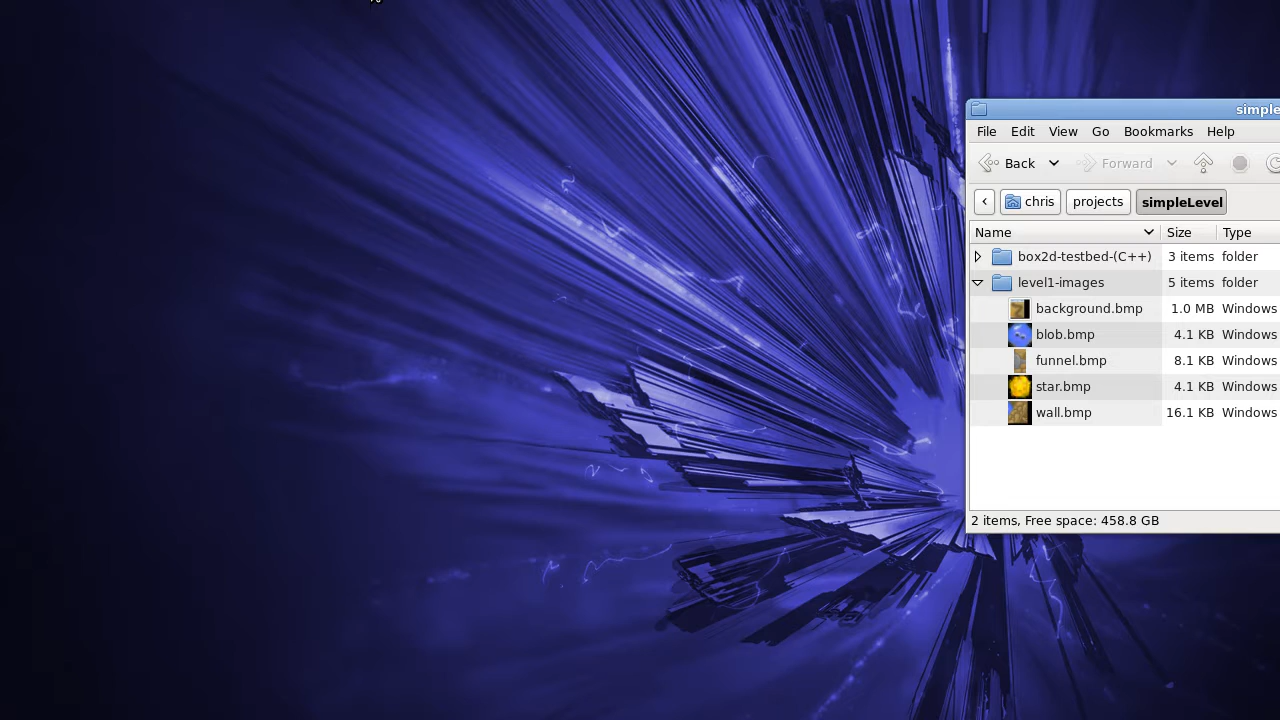 simple
File Edit View Go Bookmarks Help
Back Forward
chris projects simpleLevel
Name Size Type
box2d-testbed-(C++) 3 items folder
level1-images 5 items folder
background.bmp 1.0 MB Windows
blob.bmp 4.1 KB Windows
funnel.bmp 8.1 KB Windows
star.bmp 4.1 KB Windows
wall.bmp 16.1 KB Windows
2 items, Free space: 458.8 GB